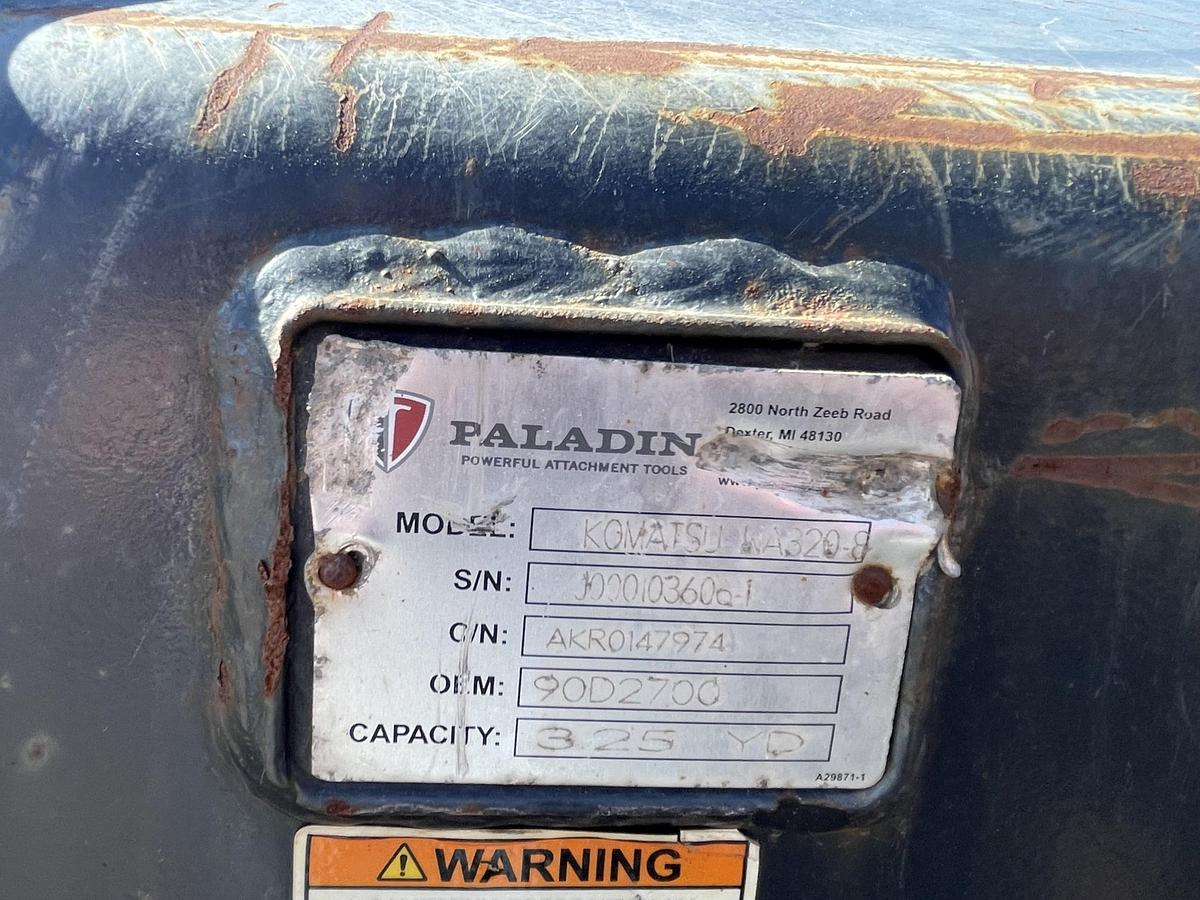 PALADIN
POWERFUL ATTACHMENT TOOLS
2800 North Zeeb Road
Dexter, MI 48130
MODEL: KOMATSU WA320-8
S/N:
C/N: AKR0147974
OEM: 90D2700
CAPACITY: 3.25 YD
A29871-1
WARNING